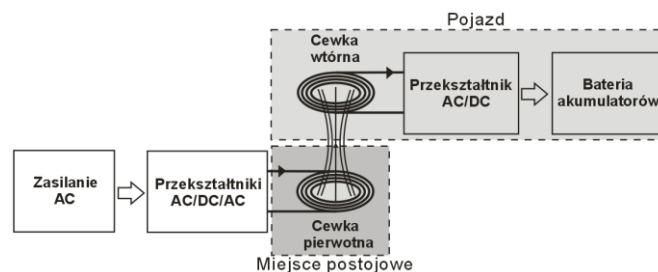 Pojazd
Cewka
wtórna
Przekształtnik
AC/DC
Bateria
akumulatorów
Zasilanie
AC
Przekształtniki
AC/DC/AC
Cewka
pierwotna
Miejsce postojowe